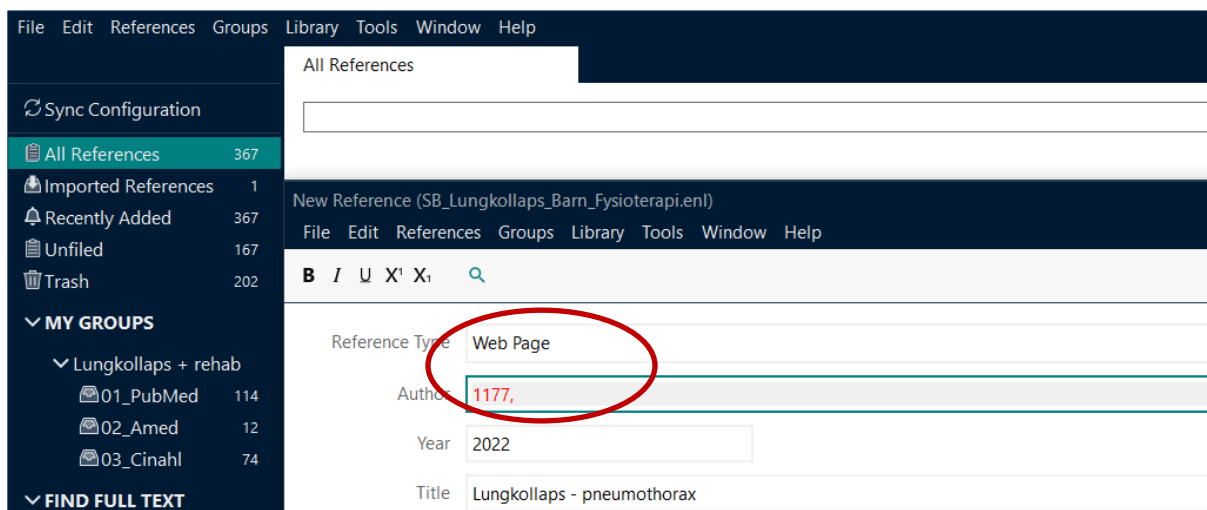 File Edit References Groups Library Tools Window Help
All References
Sync Configuration
All References 367
Imported References 1
Recently Added 367
Unfiled 167
Trash 202
MY GROUPS
Lungkollaps + rehab
01_PubMed 114
02_Amed 12
03_Cinahl 74
FIND FULL TEXT
New Reference (SB_Lungkollaps_Barn_Fysioterapi.enl)
File Edit References Groups Library Tools Window Help
B I U X¹ X₁
Reference Type Web Page
Author 1177,
Year 2022
Title Lungkollaps - pneumothorax